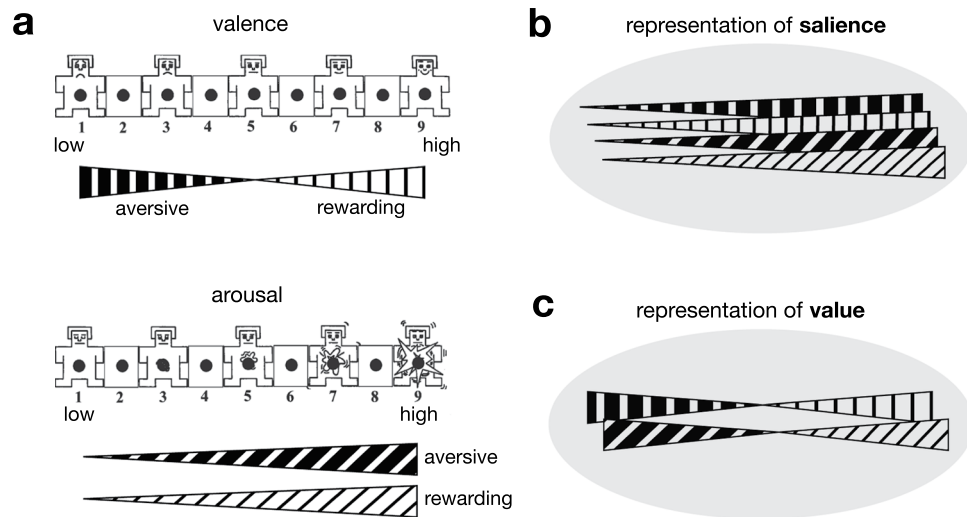 a
valence
1 2 3 4 5 6 7 8 9
low high
aversive rewarding
arousal
1 2 3 4 5 6 7 8 9
low high
aversive
rewarding
b
representation of salience
c
representation of value